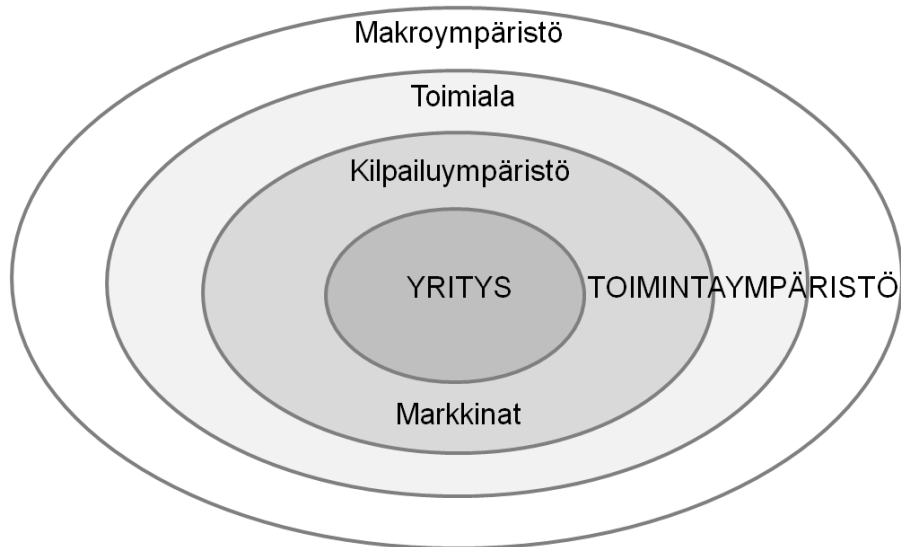 Makroympäristö
Toimiala
Kilpailuympäristö
YRITYS
TOIMINTAYMPÄRISTÖ
Markkinat